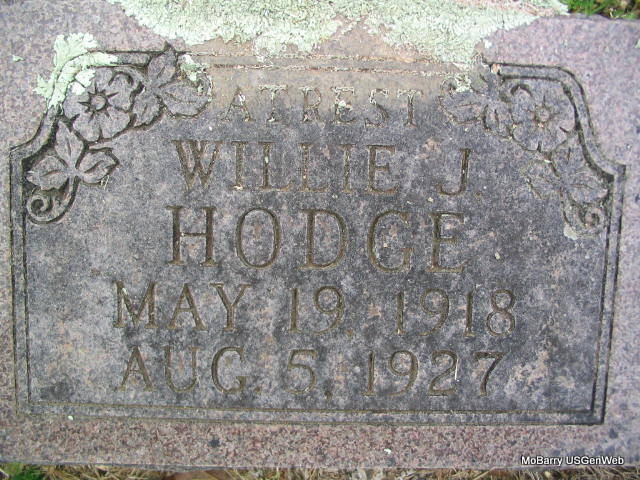 AT REST
WILLIE J.
HODGE
MAY 19, 1918
AUG. 5, 1927
MoBarry USGenWeb